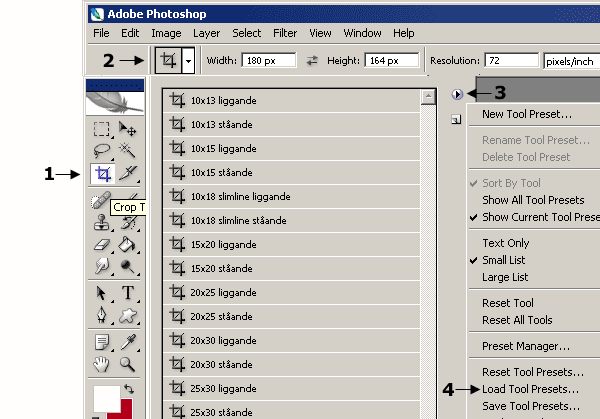 Adobe Photoshop
File Edit Image Layer Select Filter View Window Help
2 Width: 180 px Height: 164 px Resolution: 72 pixels/inch
3
1
Crop T
T
10x13 liggande
10x13 stående
10x15 liggande
10x15 stående
10x18 slimline liggande
10x18 slimline stående
15x20 liggande
15x20 stående
20x25 liggande
20x25 stående
20x30 liggande
20x30 stående
25x30 liggande
25x30 stående
New Tool Preset...
Rename Tool Preset...
Delete Tool Preset
Sort By Tool
Show All Tool Presets
Show Current Tool Prese
Text Only
Small List
Large List
Reset Tool
Reset All Tools
Preset Manager...
Reset Tool Presets...
4 Load Tool Presets...
Save Tool Presets...